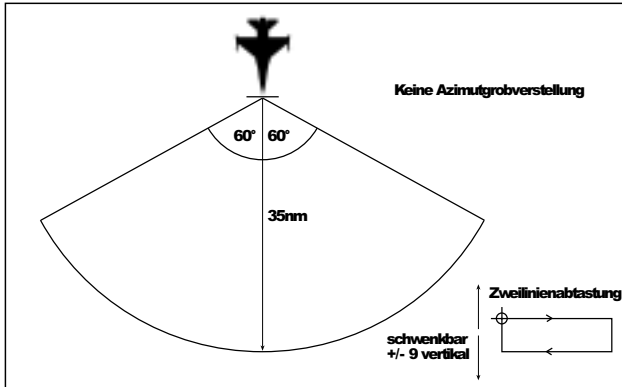 Keine Azimutgrobverstellung
60° 60°
35nm
Zweilinienabtastung
schwenkbar
+/- 9 vertikal